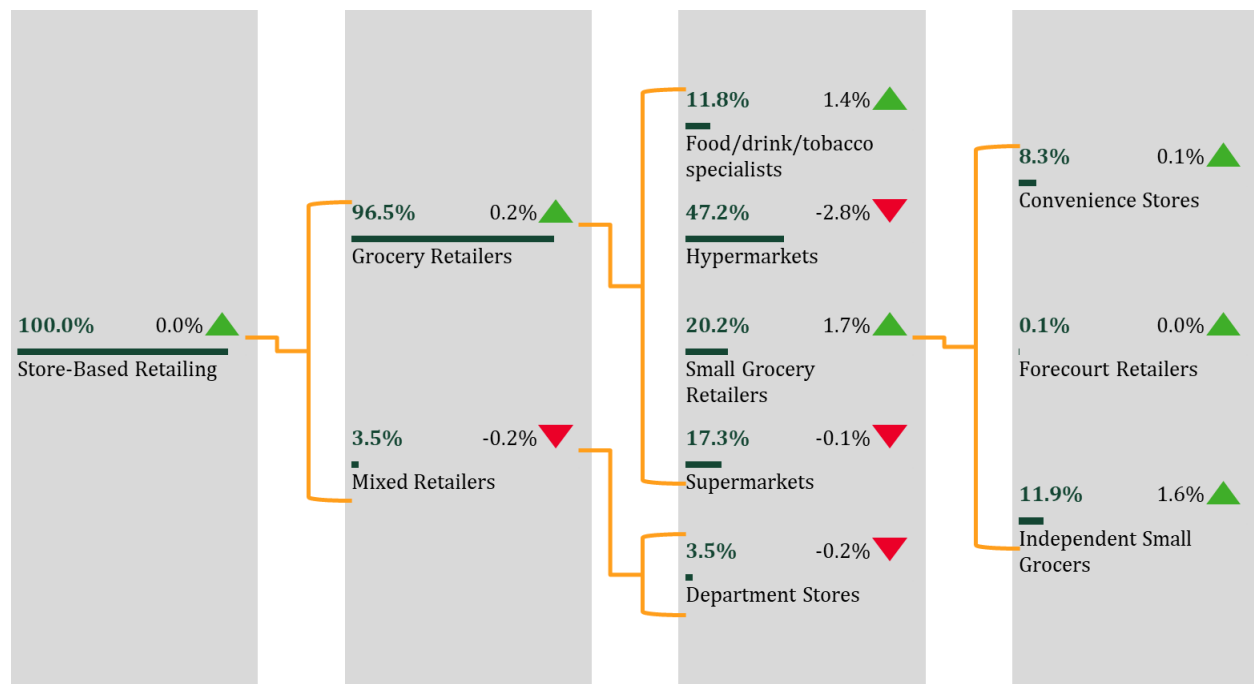 100.0% 0.0%
Store-Based Retailing
96.5% 0.2%
Grocery Retailers
3.5% -0.2%
Mixed Retailers
11.8% 1.4%
Food/drink/tobacco
specialists
47.2% -2.8%
Hypermarkets
20.2% 1.7%
Small Grocery
Retailers
17.3% -0.1%
Supermarkets
3.5% -0.2%
Department Stores
8.3% 0.1%
Convenience Stores
0.1% 0.0%
Forecourt Retailers
11.9% 1.6%
Independent Small
Grocers